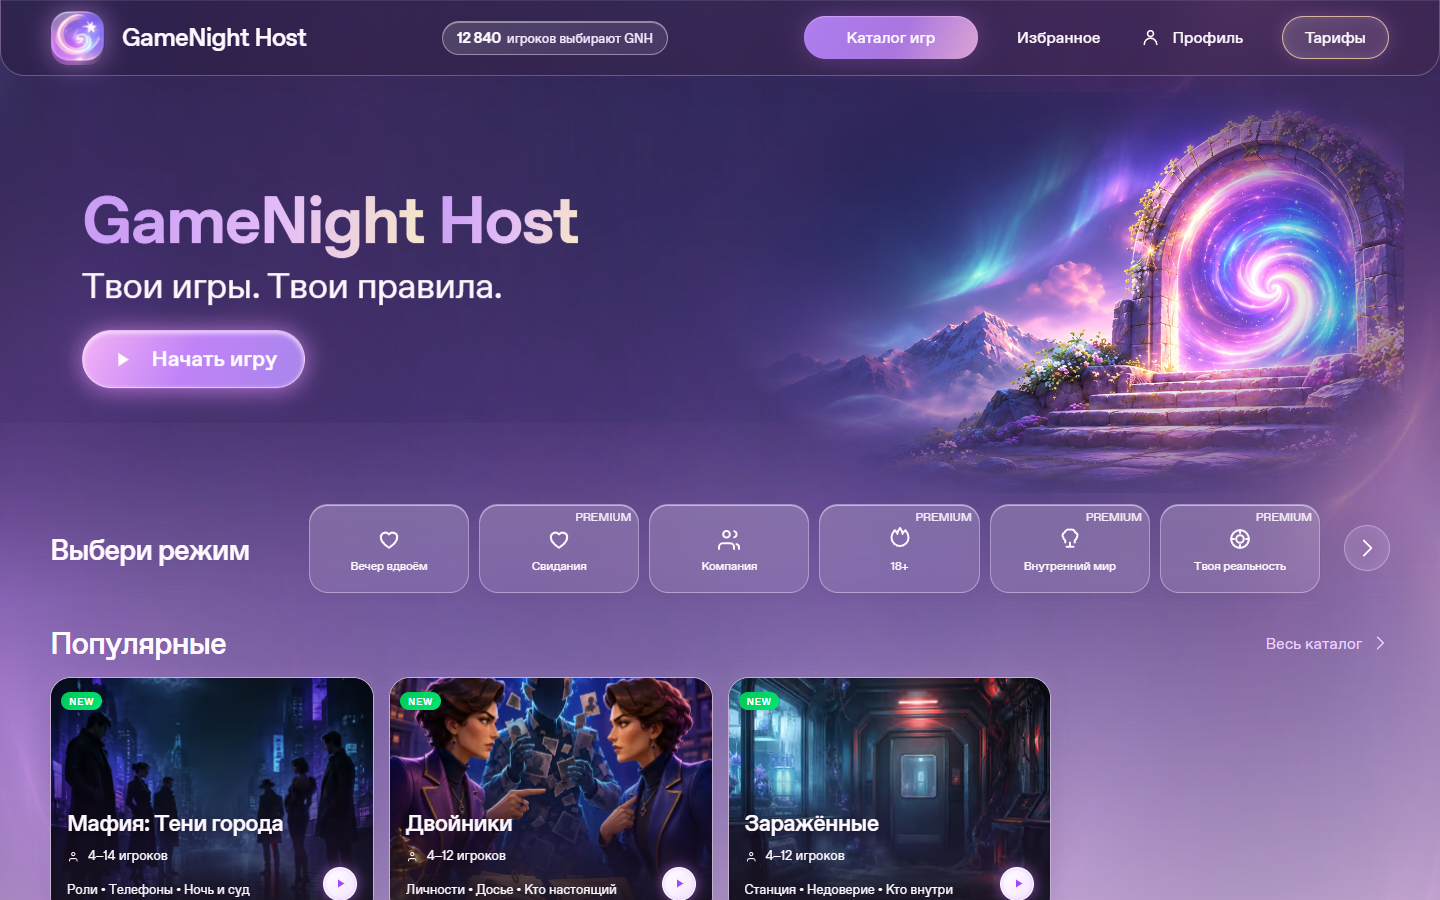 GameNight Host
12 840 игроков выбирают GNH
Каталог игр
Избранное
Профиль
Тарифы
GameNight Host
Твои игры. Твои правила.
Начать игру
Выбери режим
Вечер вдвоём
PREMIUM
Свидания
Компания
PREMIUM
18+
PREMIUM
Внутренний мир
PREMIUM
Твоя реальность
Популярные
Весь каталог
NEW
Мафия: Тени города
4–14 игроков
Роли • Телефоны • Ночь и суд
NEW
Двойники
4–12 игроков
Личности • Досье • Кто настоящий
NEW
Заражённые
4–12 игроков
Станция • Недоверие • Кто внутри